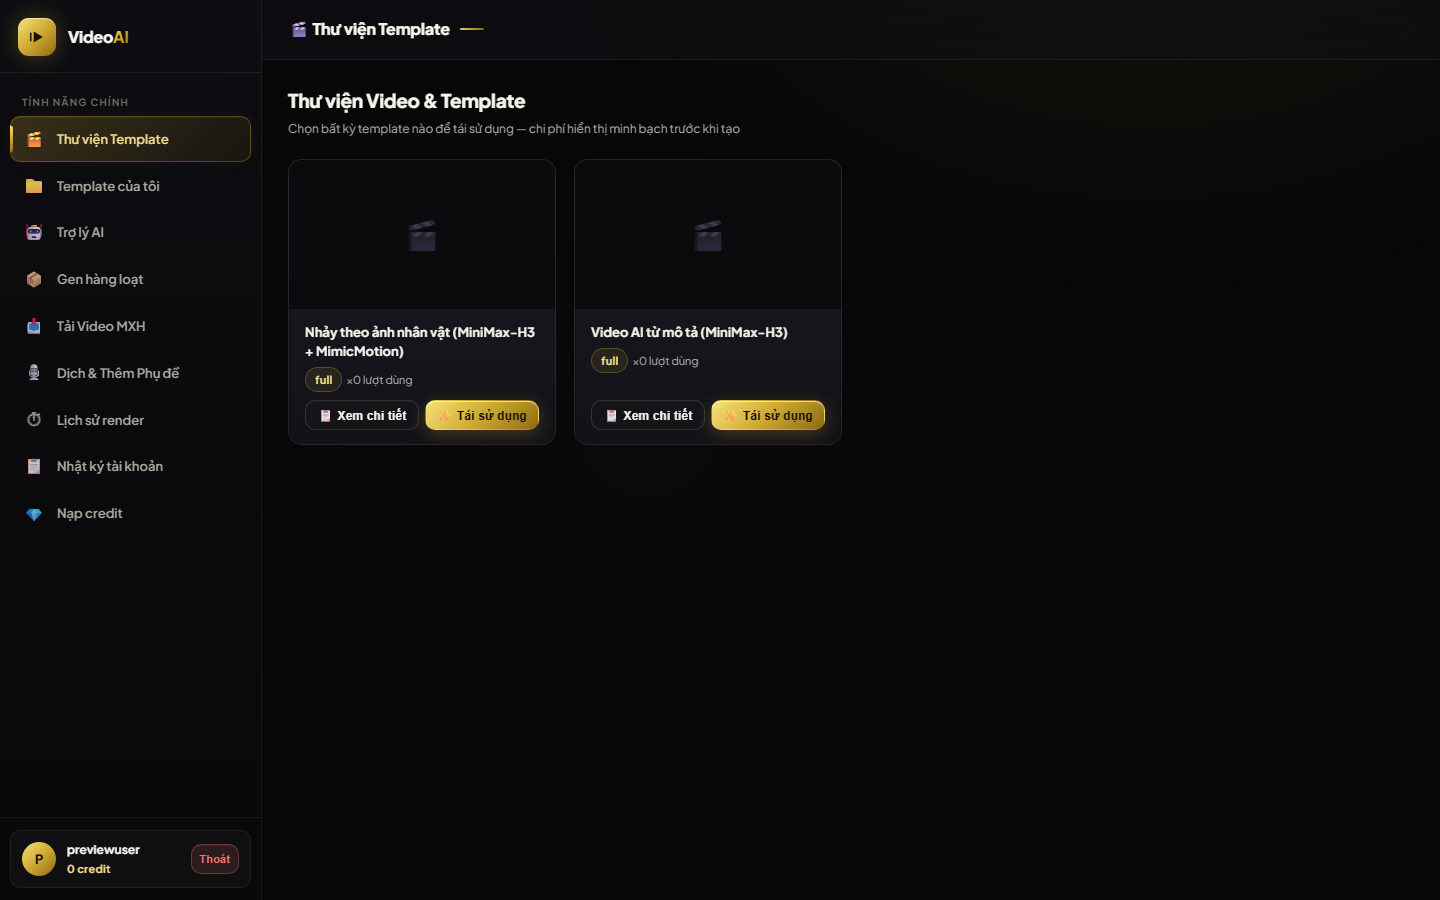 VideoAI
TÍNH NĂNG CHÍNH
Thư viện Template
Template của tôi
Trợ lý AI
Gen hàng loạt
Tải Video MXH
Dịch & Thêm Phụ đề
Lịch sử render
Nhật ký tài khoản
Nạp credit
P
previewuser
0 credit
Thoát
Thư viện Template
Thư viện Video & Template
Chọn bất kỳ template nào để tái sử dụng — chi phí hiển thị minh bạch trước khi tạo
Nhảy theo ảnh nhân vật (MiniMax-H3
+ MimicMotion)
full ×0 lượt dùng
Xem chi tiết
Tái sử dụng
Video AI từ mô tả (MiniMax-H3)
full ×0 lượt dùng
Xem chi tiết
Tái sử dụng